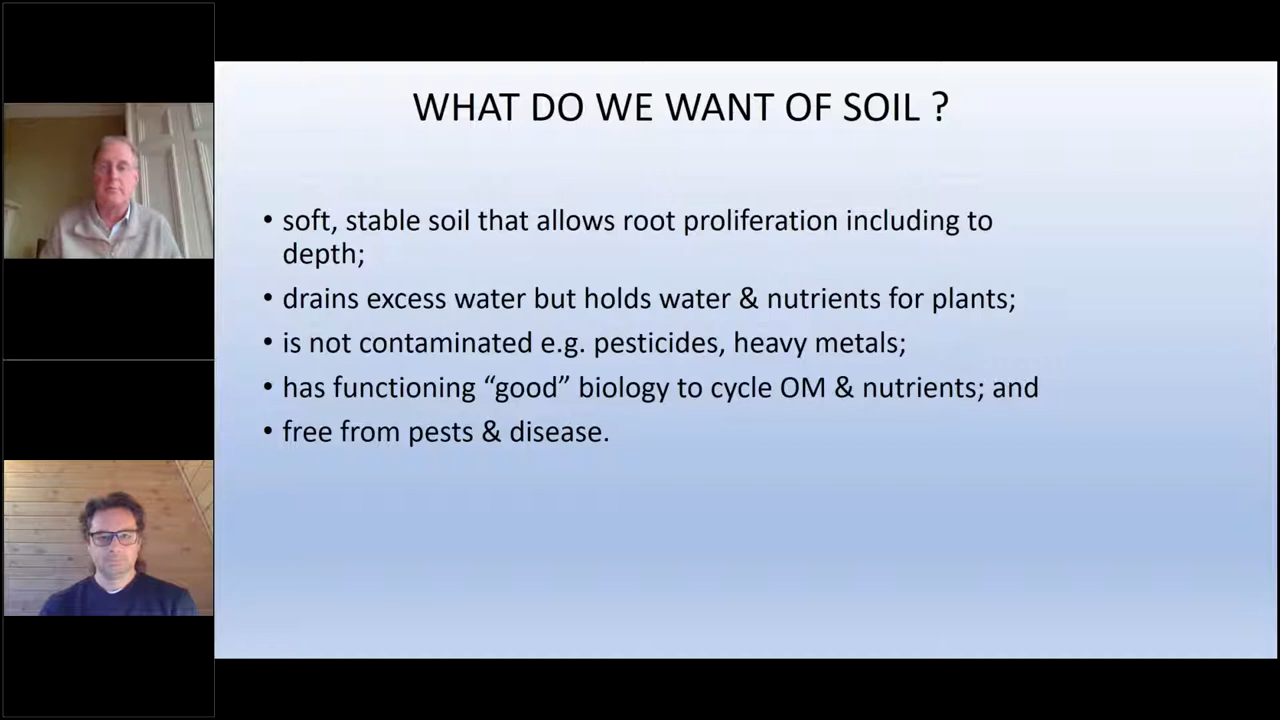 WHAT DO WE WANT OF SOIL ?
• soft, stable soil that allows root proliferation including to
depth;
• drains excess water but holds water & nutrients for plants;
• is not contaminated e.g. pesticides, heavy metals;
• has functioning “good” biology to cycle OM & nutrients; and
• free from pests & disease.